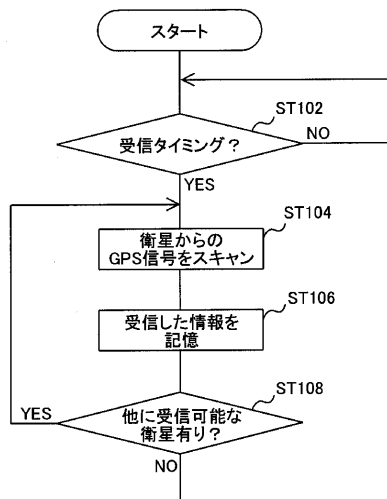 スタート
ST102
受信タイミング？
NO
YES
ST104
衛星からの
GPS信号をスキャン
ST106
受信した情報を
記憶
ST108
YES
他に受信可能な
衛星有り？
NO